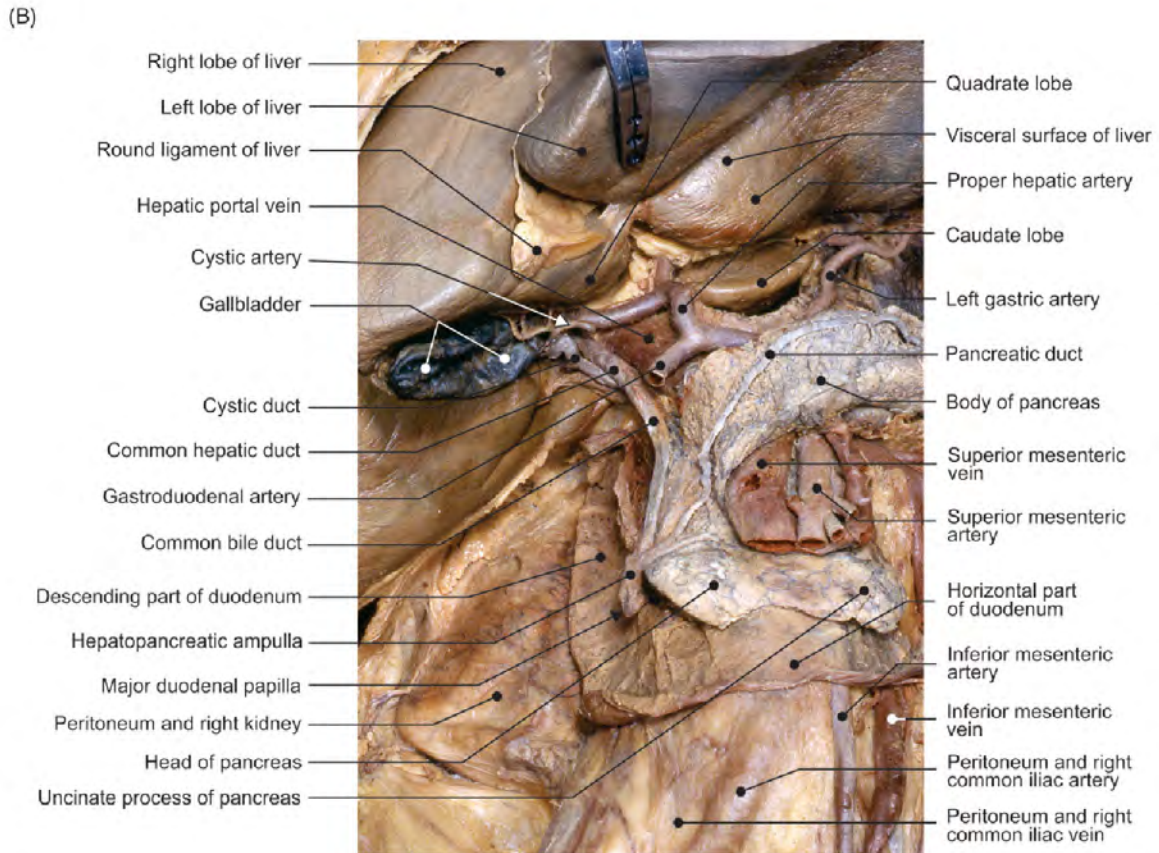 (B)
Right lobe of liver
Left lobe of liver
Round ligament of liver
Hepatic portal vein
Cystic artery
Gallbladder
Cystic duct
Common hepatic duct
Gastroduodenal artery
Common bile duct
Descending part of duodenum
Hepatopancreatic ampulla
Major duodenal papilla
Peritoneum and right kidney
Head of pancreas
Uncinate process of pancreas
Quadrate lobe
Visceral surface of liver
Proper hepatic artery
Caudate lobe
Left gastric artery
Pancreatic duct
Body of pancreas
Superior mesenteric
vein
Superior mesenteric
artery
Horizontal part
of duodenum
Inferior mesenteric
artery
Inferior mesenteric
vein
Peritoneum and right
common iliac artery
Peritoneum and right
common iliac vein